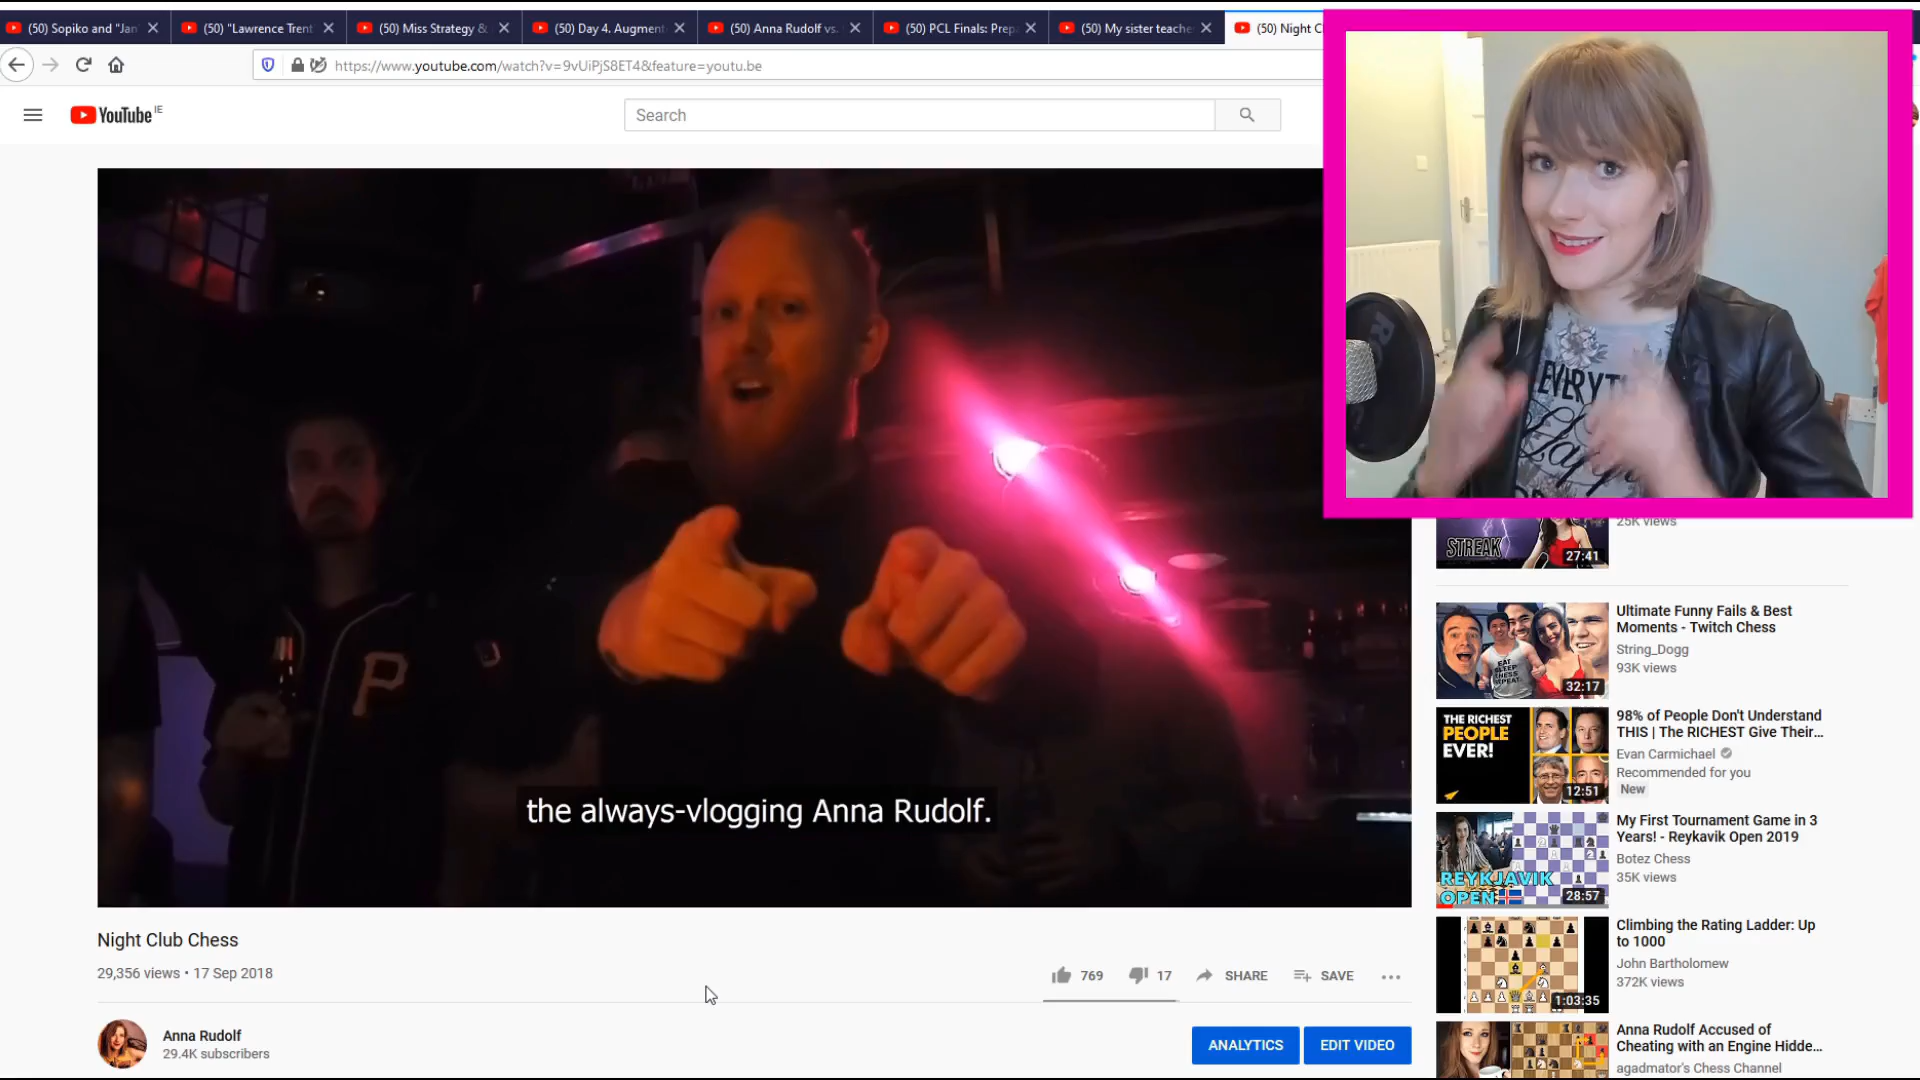 (50) Sopiko and "Jan
(50) "Lawrence Trent
(50) Miss Strategy &
(50) Day 4. Augment
(50) Anna Rudolf vs.
(50) PCL Finals: Prep
(50) My sister teache
(50) Night C
https://www.youtube.com/watch?v=9vUiPjS8ET4&feature=youtu.be
YouTube IE
Search
EVERYT
P
the always-vlogging Anna Rudolf.
Night Club Chess
29,356 views • 17 Sep 2018
769
17
SHARE
SAVE
Anna Rudolf
29.4K subscribers
ANALYTICS
EDIT VIDEO
25K views
STREAK
27:41
Ultimate Funny Fails & Best
Moments - Twitch Chess
String_Dogg
93K views
EAT
SLEEP
CHESS
REPEAT.
32:17
98% of People Don't Understand
THIS | The RICHEST Give Their...
Evan Carmichael
Recommended for you
New
THE RICHEST
PEOPLE
EVER!
12:51
My First Tournament Game in 3
Years! - Reykavik Open 2019
Botez Chess
35K views
REYKJAVIK
OPEN
28:57
Climbing the Rating Ladder: Up
to 1000
John Bartholomew
372K views
1:03:35
Anna Rudolf Accused of
Cheating with an Engine Hidde...
agadmator's Chess Channel